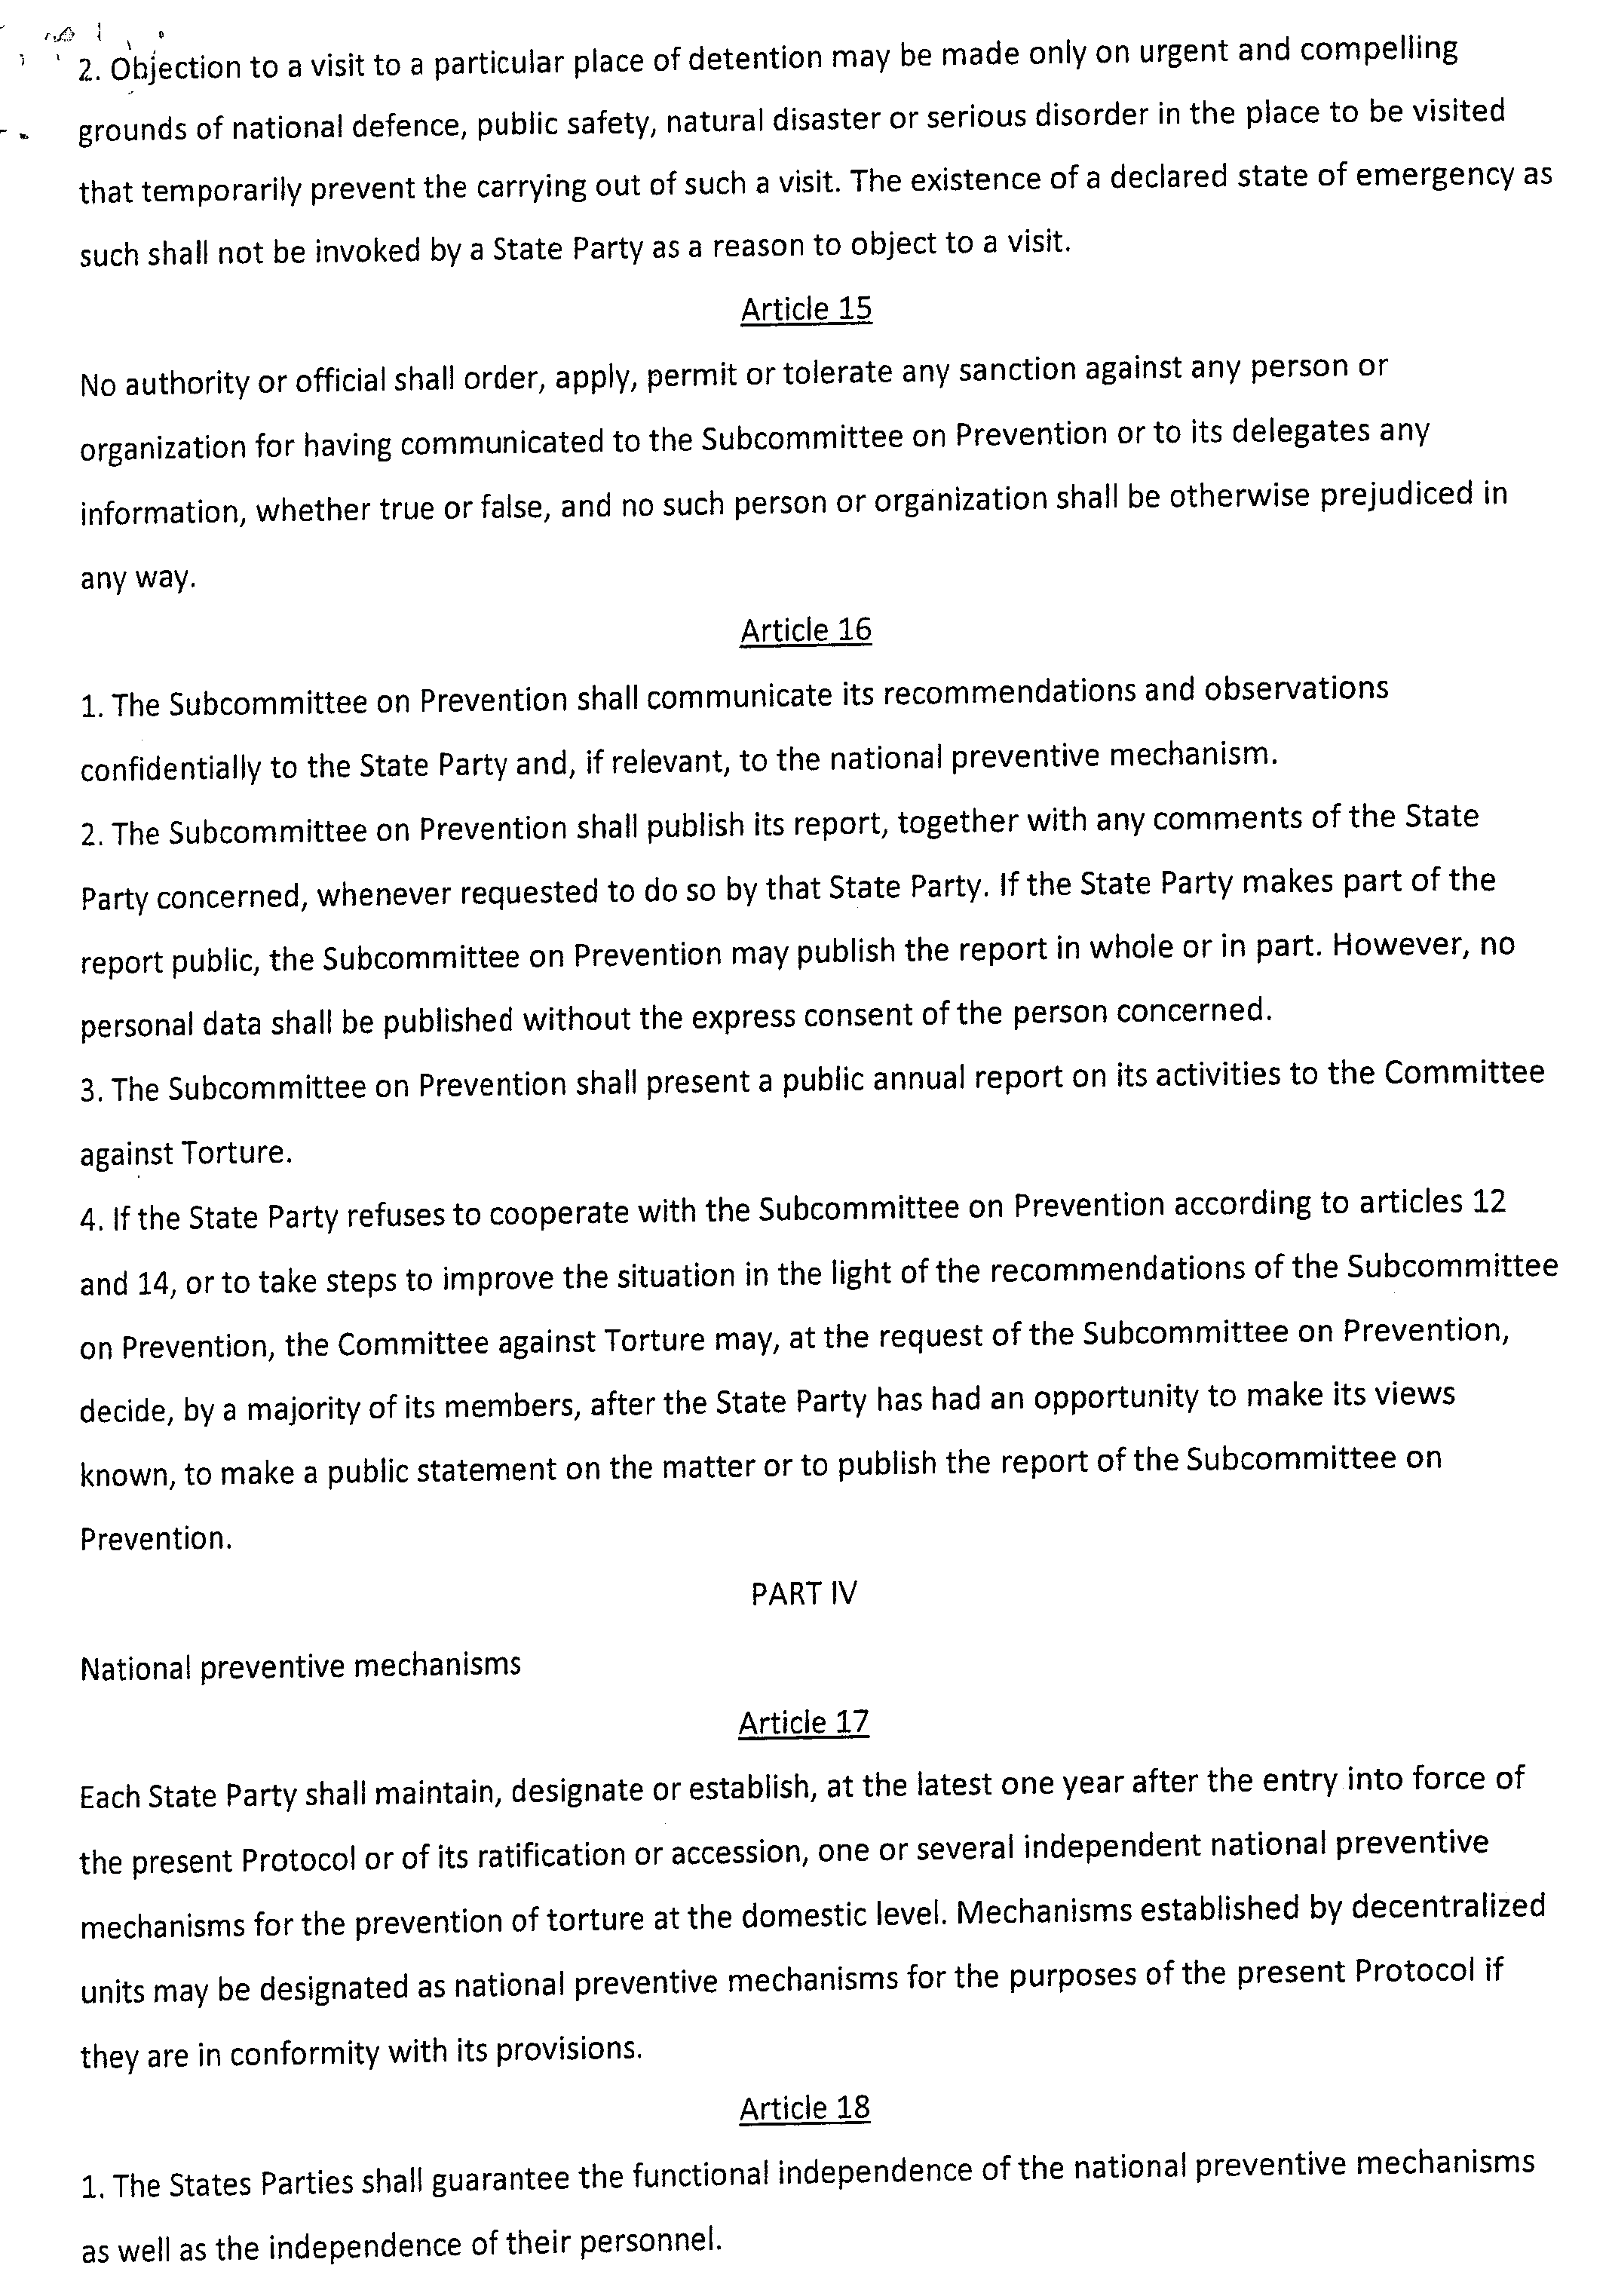 2. Objection to a visit to a particular place of detention may be made only on urgent and compelling
grounds of national defence, public safety, natural disaster or serious disorder in the place to be visited
that temporarily prevent the carrying out of such a visit. The existence of a declared state of emergency as
such shall not be invoked by a State Party as a reason to object to a visit.
Article 15
No authority or official shall order, apply, permit or tolerate any sanction against any person or
organization for having communicated to the Subcommittee on Prevention or to its delegates any
information, whether true or false, and no such person or organization shall be otherwise prejudiced in
any way.
Article 16
1. The Subcommittee on Prevention shall communicate its recommendations and observations
confidentially to the State Party and, if relevant, to the national preventive mechanism.
2. The Subcommittee on Prevention shall publish its report, together with any comments of the State
Party concerned, whenever requested to do so by that State Party. If the State Party makes part of the
report public, the Subcommittee on Prevention may publish the report in whole or in part. However, no
personal data shall be published without the express consent of the person concerned.
3. The Subcommittee on Prevention shall present a public annual report on its activities to the Committee
against Torture.
4. If the State Party refuses to cooperate with the Subcommittee on Prevention according to articles 12
and 14, or to take steps to improve the situation in the light of the recommendations of the Subcommittee
on Prevention, the Committee against Torture may, at the request of the Subcommittee on Prevention,
decide, by a majority of its members, after the State Party has had an opportunity to make its views
known, to make a public statement on the matter or to publish the report of the Subcommittee on
Prevention.
PART IV
National preventive mechanisms
Article 17
Each State Party shall maintain, designate or establish, at the latest one year after the entry into force of
the present Protocol or of its ratification or accession, one or several independent national preventive
mechanisms for the prevention of torture at the domestic level. Mechanisms established by decentralized
units may be designated as national preventive mechanisms for the purposes of the present Protocol if
they are in conformity with its provisions.
Article 18
1. The States Parties shall guarantee the functional independence of the national preventive mechanisms
as well as the independence of their personnel.